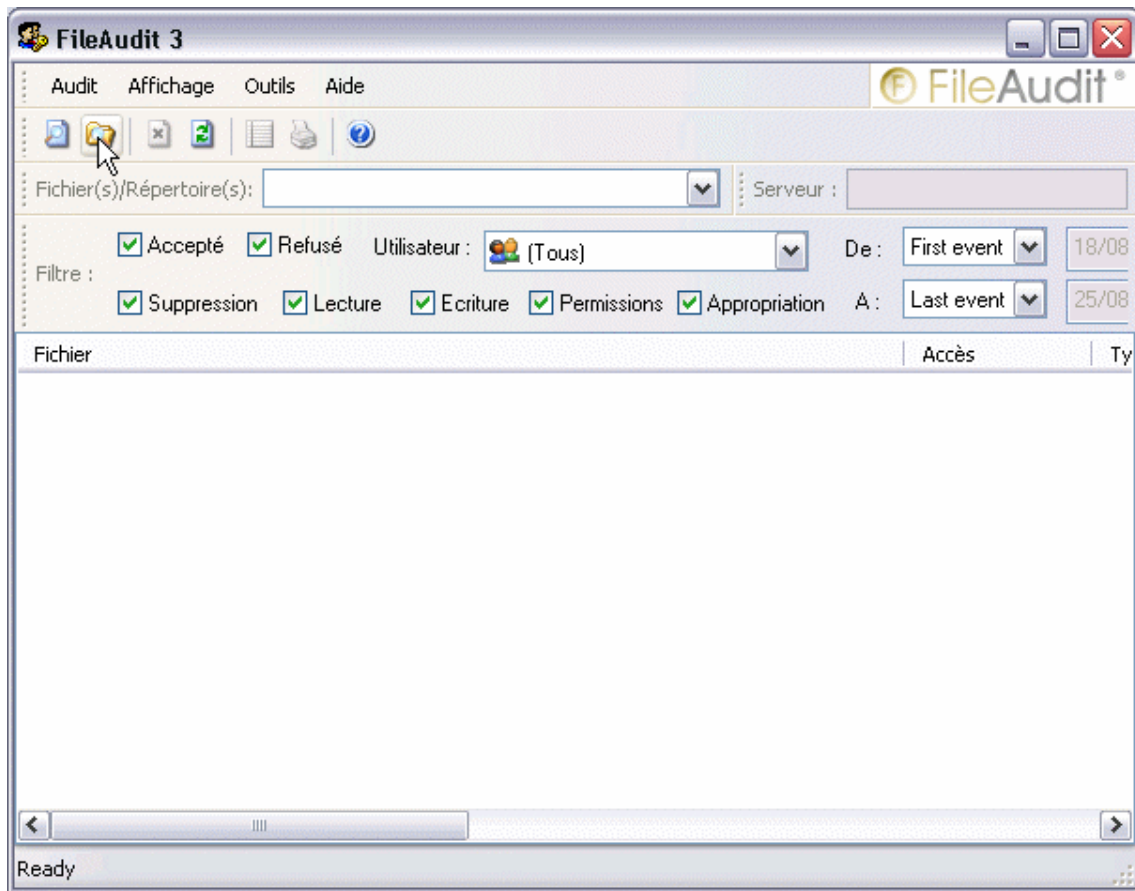 FileAudit 3
Audit Affichage Outils Aide
F FileAudit ®
Fichier(s)/Répertoire(s): Serveur :
Accepté Refusé Utilisateur : (Tous) De : First event 18/08
Filtre :
Suppression Lecture Ecriture Permissions Appropriation A : Last event 25/08
Fichier Accès Ty
Ready